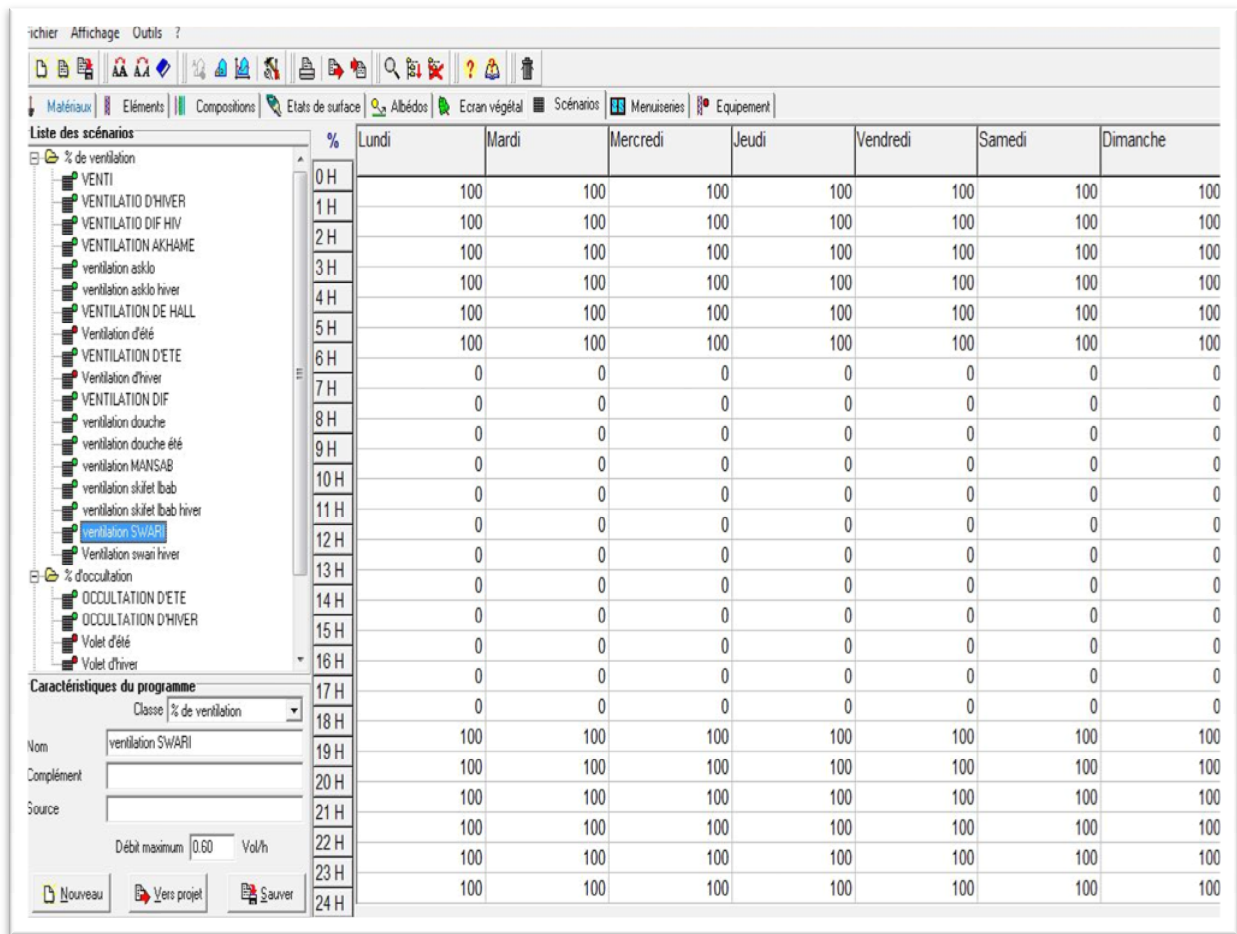 ichier Affichage Outils ?
Matériaux Eléments Compositions Etats de surface Albédos Ecran végétal Scénarios Menuiseries Equipement
Liste des scénarios
% de ventilation
VENTI
VENTILATIO D'HIVER
VENTILATIO DIF HIV
VENTILATION AKHAME
ventilation asklo
ventilation asklo hiver
VENTILATION DE HALL
Ventilation d'été
VENTILATION D'ETE
Ventilation d'hiver
VENTILATION DIF
ventilation douche
ventilation douche été
ventilation MANSAB
ventilation skifet lbab
ventilation skifet lbab hiver
ventilation SWARI
Ventilation swari hiver
% d'occultation
OCCULTATION D'ETE
OCCULTATION D'HIVER
Volet d'été
Volet d'hiver
Caractéristiques du programme
Classe % de ventilation
Nom ventilation SWARI
Complément
Source
Débit maximum 0.60 Vol/h
Nouveau Vers projet Sauver
% Lundi Mardi Mercredi Jeudi Vendredi Samedi Dimanche
0 H
100 100 100 100 100 100 100
1 H
100 100 100 100 100 100 100
2 H
100 100 100 100 100 100 100
3 H
100 100 100 100 100 100 100
4 H
100 100 100 100 100 100 100
5 H
100 100 100 100 100 100 100
6 H
0 0 0 0 0 0 0
7 H
0 0 0 0 0 0 0
8 H
0 0 0 0 0 0 0
9 H
0 0 0 0 0 0 0
10 H
0 0 0 0 0 0 0
11 H
0 0 0 0 0 0 0
12 H
0 0 0 0 0 0 0
13 H
0 0 0 0 0 0 0
14 H
0 0 0 0 0 0 0
15 H
0 0 0 0 0 0 0
16 H
0 0 0 0 0 0 0
17 H
0 0 0 0 0 0 0
18 H
100 100 100 100 100 100 100
19 H
100 100 100 100 100 100 100
20 H
100 100 100 100 100 100 100
21 H
100 100 100 100 100 100 100
22 H
100 100 100 100 100 100 100
23 H
100 100 100 100 100 100 100
24 H